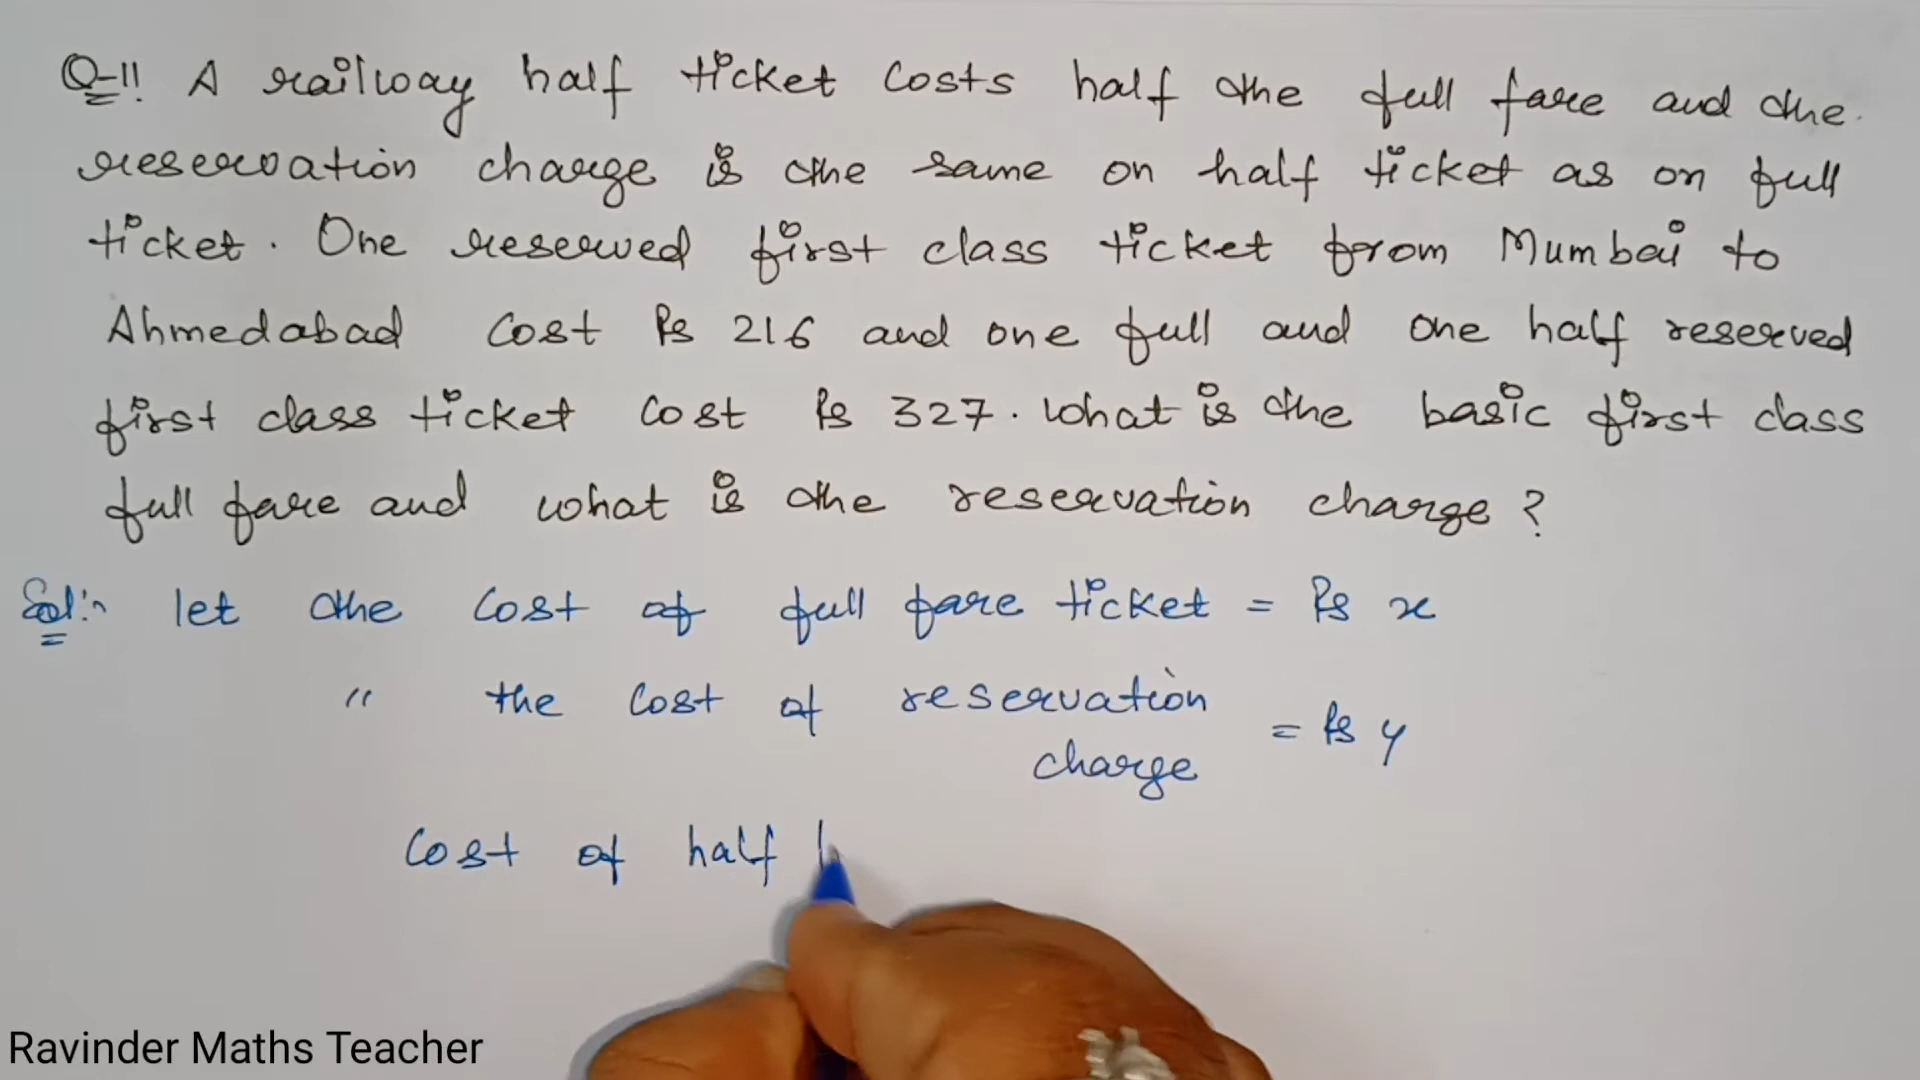 Q-11 A railway half ticket costs half the full fare and the
reservation charge is the same on half ticket as on full
ticket. One reserved first class ticket from Mumbai to
Ahmedabad cost Rs 216 and one full and one half reserved
first class ticket cost Rs 327. What is the basic first class
full fare and what is the reservation charge?
Sol:n let the cost of full fare ticket = Rs x
" the cost of reservation charge = Rs y
Cost of half
Ravinder Maths Teacher